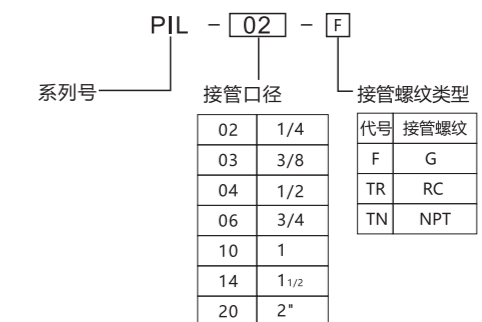 PIL - 02 - F
系列号
接管口径
接管螺纹类型
02 1/4
03 3/8
04 1/2
06 3/4
10 1
14 1 1/2
20 2"
代号 接管螺纹
F G
TR RC
TN NPT